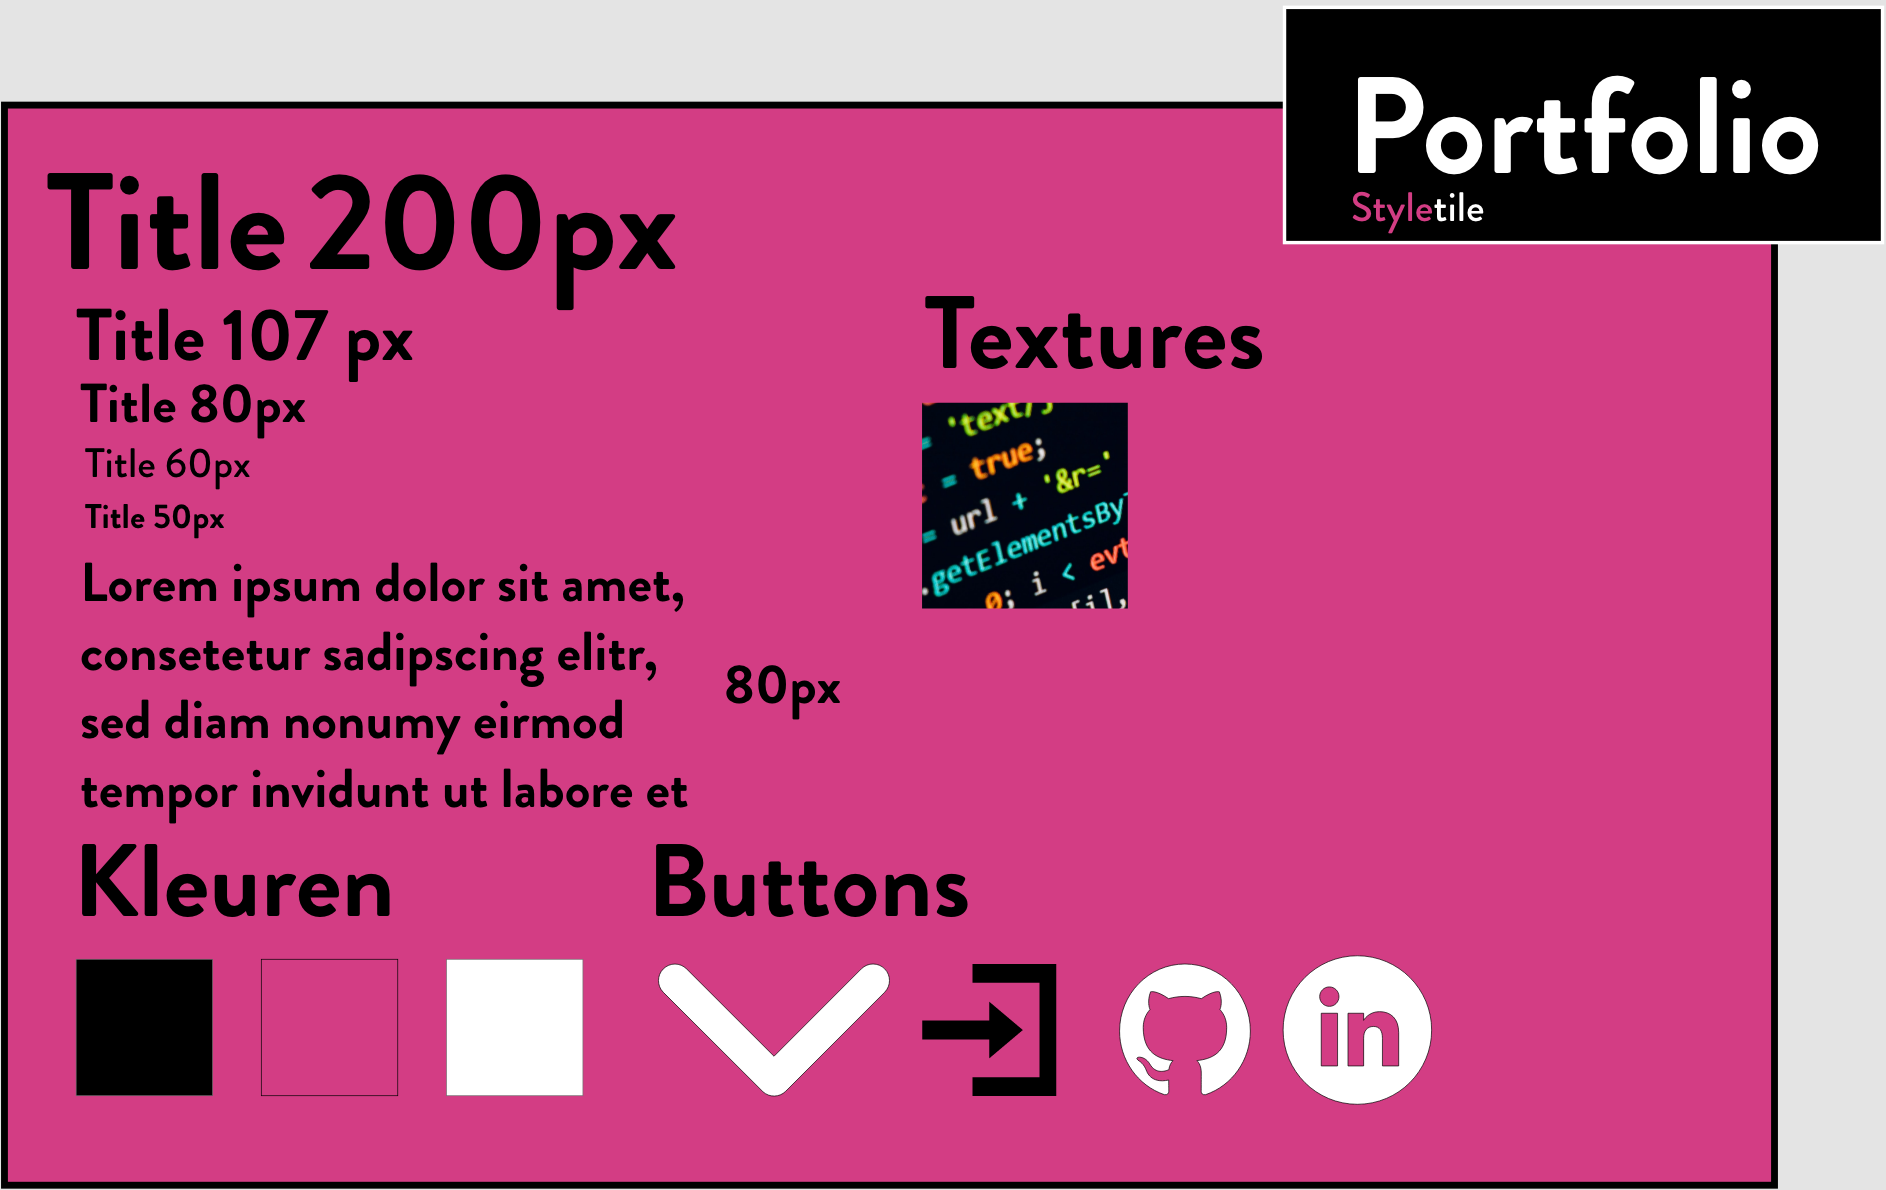 Portfolio
Styletile
Title 200px
Title 107 px
Title 80px
Title 60px
Title 50px
Lorem ipsum dolor sit amet,
consetetur sadipscing elitr,
sed diam nonumy eirmod
tempor invidunt ut labore et
80px
Textures
= 'text/j
= true;
= url + '&r='
.getElementsBy
0; i < evt
[i],
Kleuren
Buttons
in